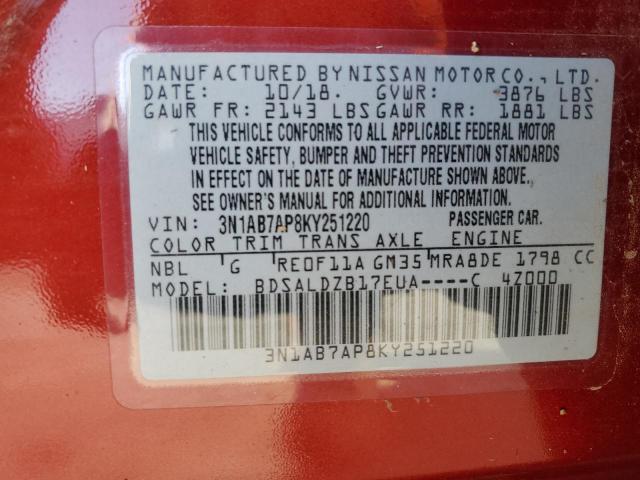 MANUFACTURED BY NISSAN MOTOR CO., LTD.
DATE: 10/18. GVWR: 3876 LBS
GAWR FR: 2143 LBS GAWR RR: 1881 LBS
THIS VEHICLE CONFORMS TO ALL APPLICABLE FEDERAL MOTOR
VEHICLE SAFETY, BUMPER AND THEFT PREVENTION STANDARDS
IN EFFECT ON THE DATE OF MANUFACTURE SHOWN ABOVE.
SEE OWNER'S MANUAL FOR ADDITIONAL INFORMATION.
VIN: 3N1AB7AP8KY251220 PASSENGER CAR.
COLOR TRIM TRANS AXLE ENGINE
NBL G RE0F11A GM35 MRA8DE 1798 CC
MODEL: BDSALDZB17EUA----C 4Z000
3N1AB7AP8KY251220